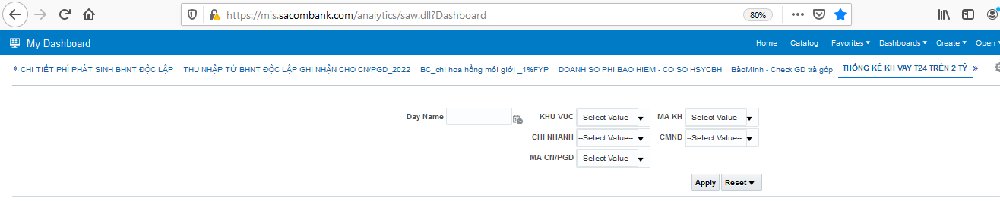 https://mis.sacombank.com/analytics/saw.dll?Dashboard 80%
My Dashboard Home Catalog Favorites Dashboards Create Open
« CHI TIẾT PHÍ PHÁT SINH BHNT ĐỘC LẬP THU NHẬP TỪ BHNT ĐỘC LẬP GHI NHẬN CHO CN/PGD_2022 BC_chi hoa hồng môi giới _1%FYP DOANH SO PHI BAO HIEM - CO SO HSYCBH BảoMinh - Check GD trả góp THỐNG KÊ KH VAY T24 TRÊN 2 TỶ »
Day Name KHU VUC --Select Value-- MA KH --Select Value--
CHI NHANH --Select Value-- CMND --Select Value--
MA CN/PGD --Select Value--
Apply Reset